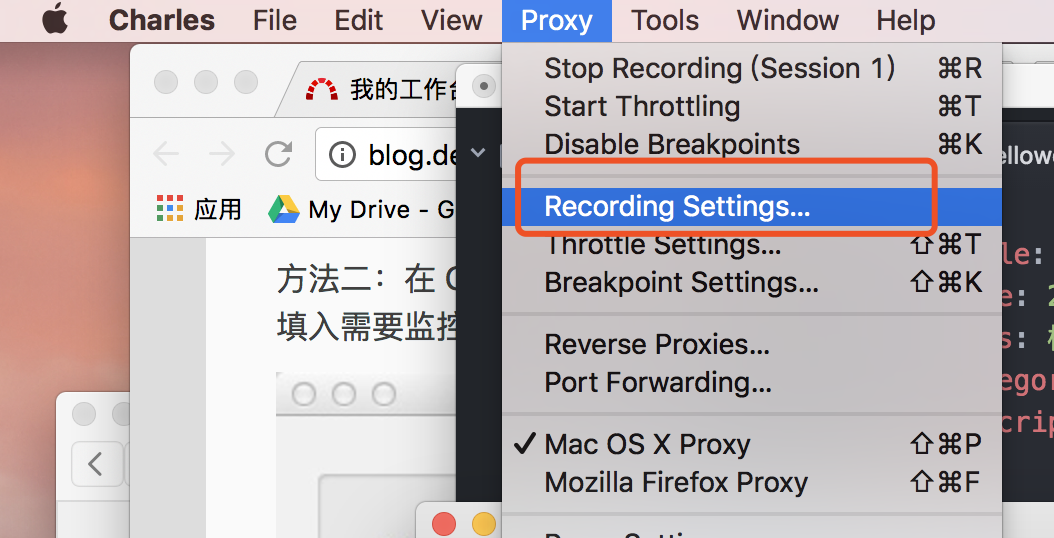 Charles File Edit View Proxy Tools Window Help
Stop Recording (Session 1) ⌘R
Start Throttling ⌘T
Disable Breakpoints ⌘K
Recording Settings...
Throttle Settings... ⇧⌘T
Breakpoint Settings... ⇧⌘K
Reverse Proxies...
Port Forwarding...
✓ Mac OS X Proxy ⇧⌘P
Mozilla Firefox Proxy ⇧⌘F
我的工作台
blog.de
应用 My Drive - G
方法二：在 C
填入需要监控
ellow
le:
e: 2
s:
egor
crip